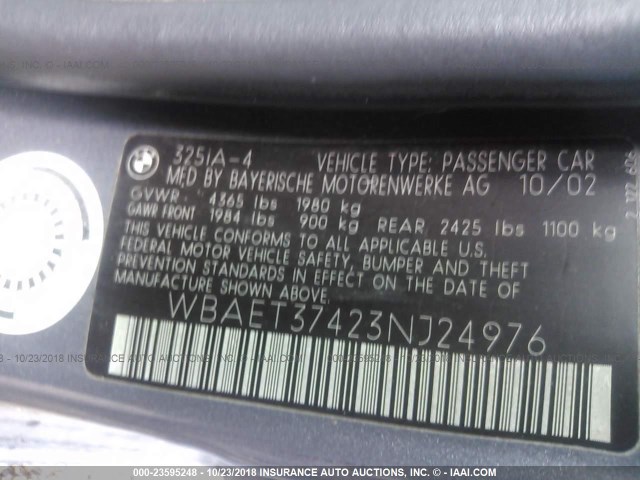 BMW
325iA-4 VEHICLE TYPE: PASSENGER CAR
MFD BY BAYERISCHE MOTORENWERKE AG 10/02
GVWR 4365 lbs 1980 kg
GAWR FRONT 1984 lbs 900 kg REAR 2425 lbs 1100 kg
THIS VEHICLE CONFORMS TO ALL APPLICABLE U.S.
FEDERAL MOTOR VEHICLE SAFETY, BUMPER AND THEFT
PREVENTION STANDARDS IN EFFECT ON THE DATE OF
MANUFACTURE SHOWN ABOVE.
WBAET37423NJ24976
000-23595248 - 10/23/2018 INSURANCE AUTO AUCTIONS, INC. - © - IAAI.COM